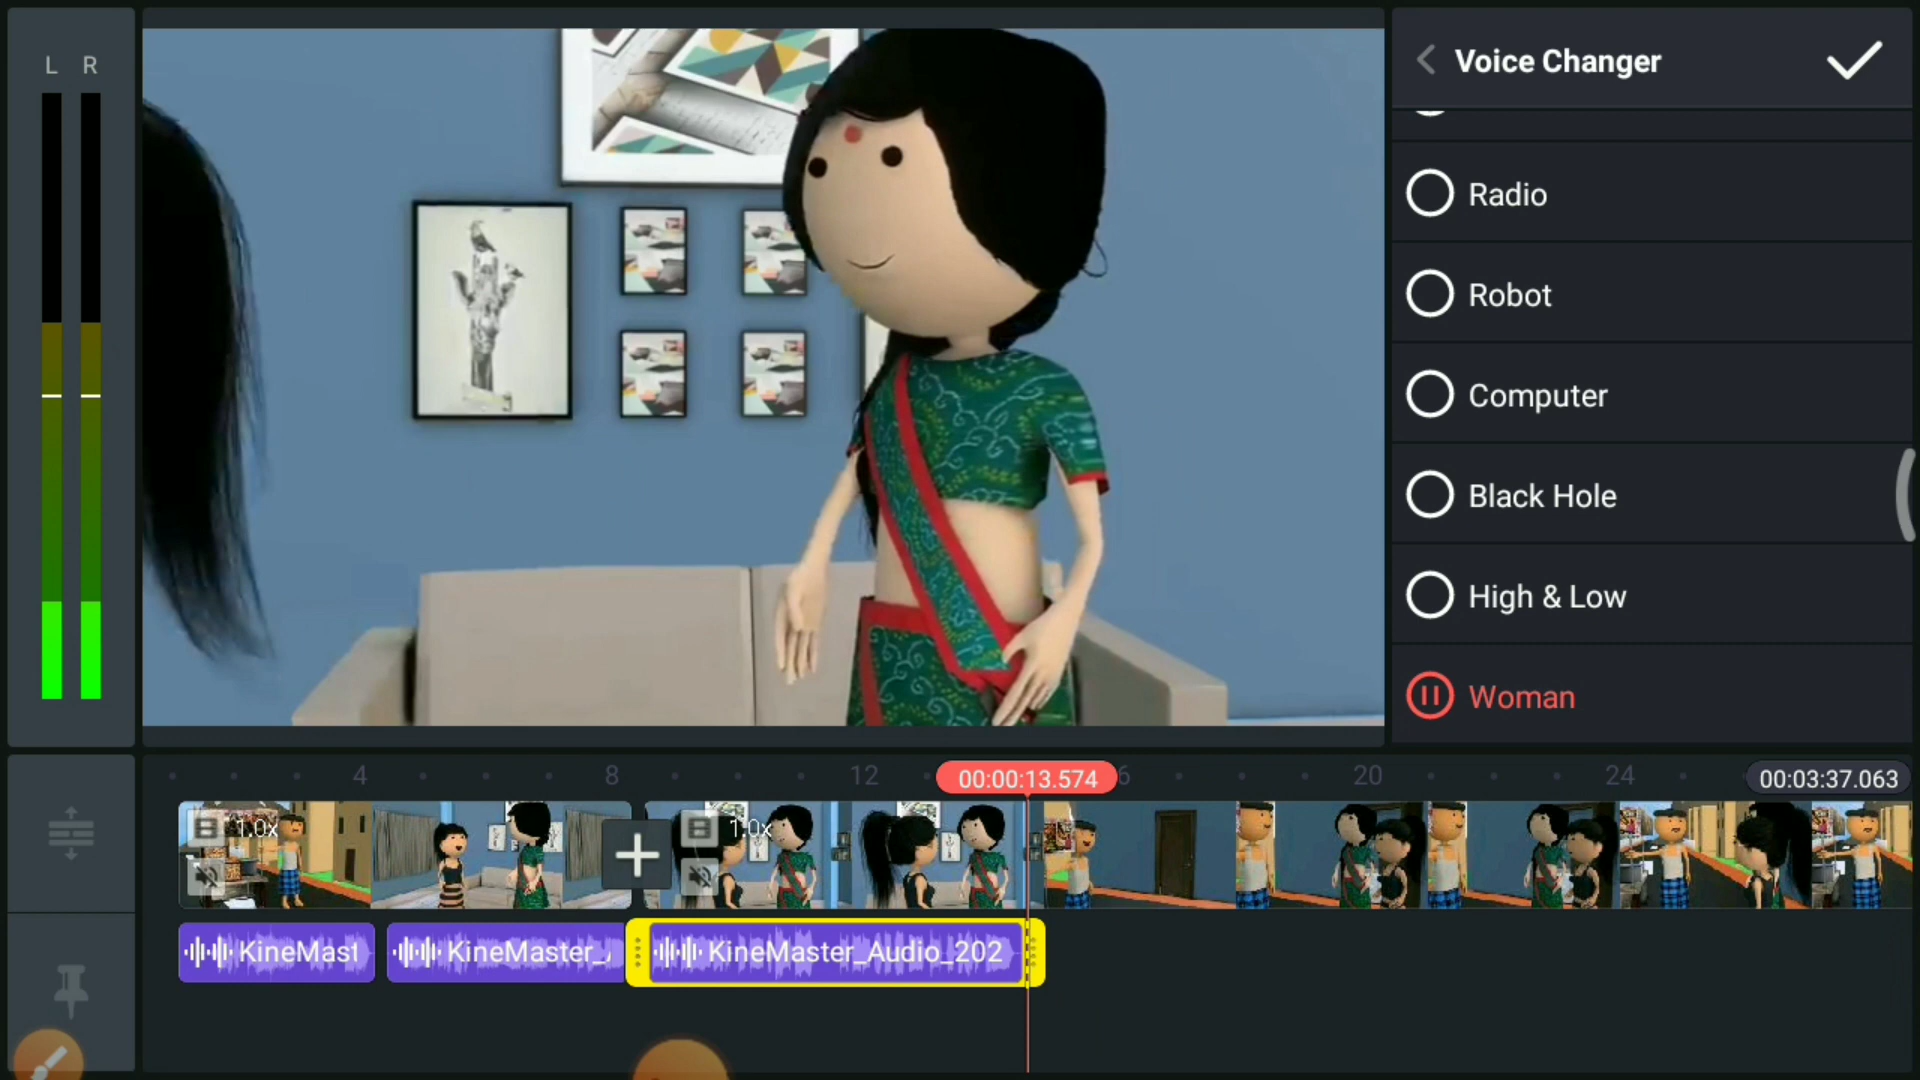 L R
Voice Changer
Radio
Robot
Computer
Black Hole
High & Low
Woman
4
8
12
00:00:13.574
6
20
24
00:03:37.063
1.0x
1.0x
KineMast
KineMaster_
KineMaster_Audio_202